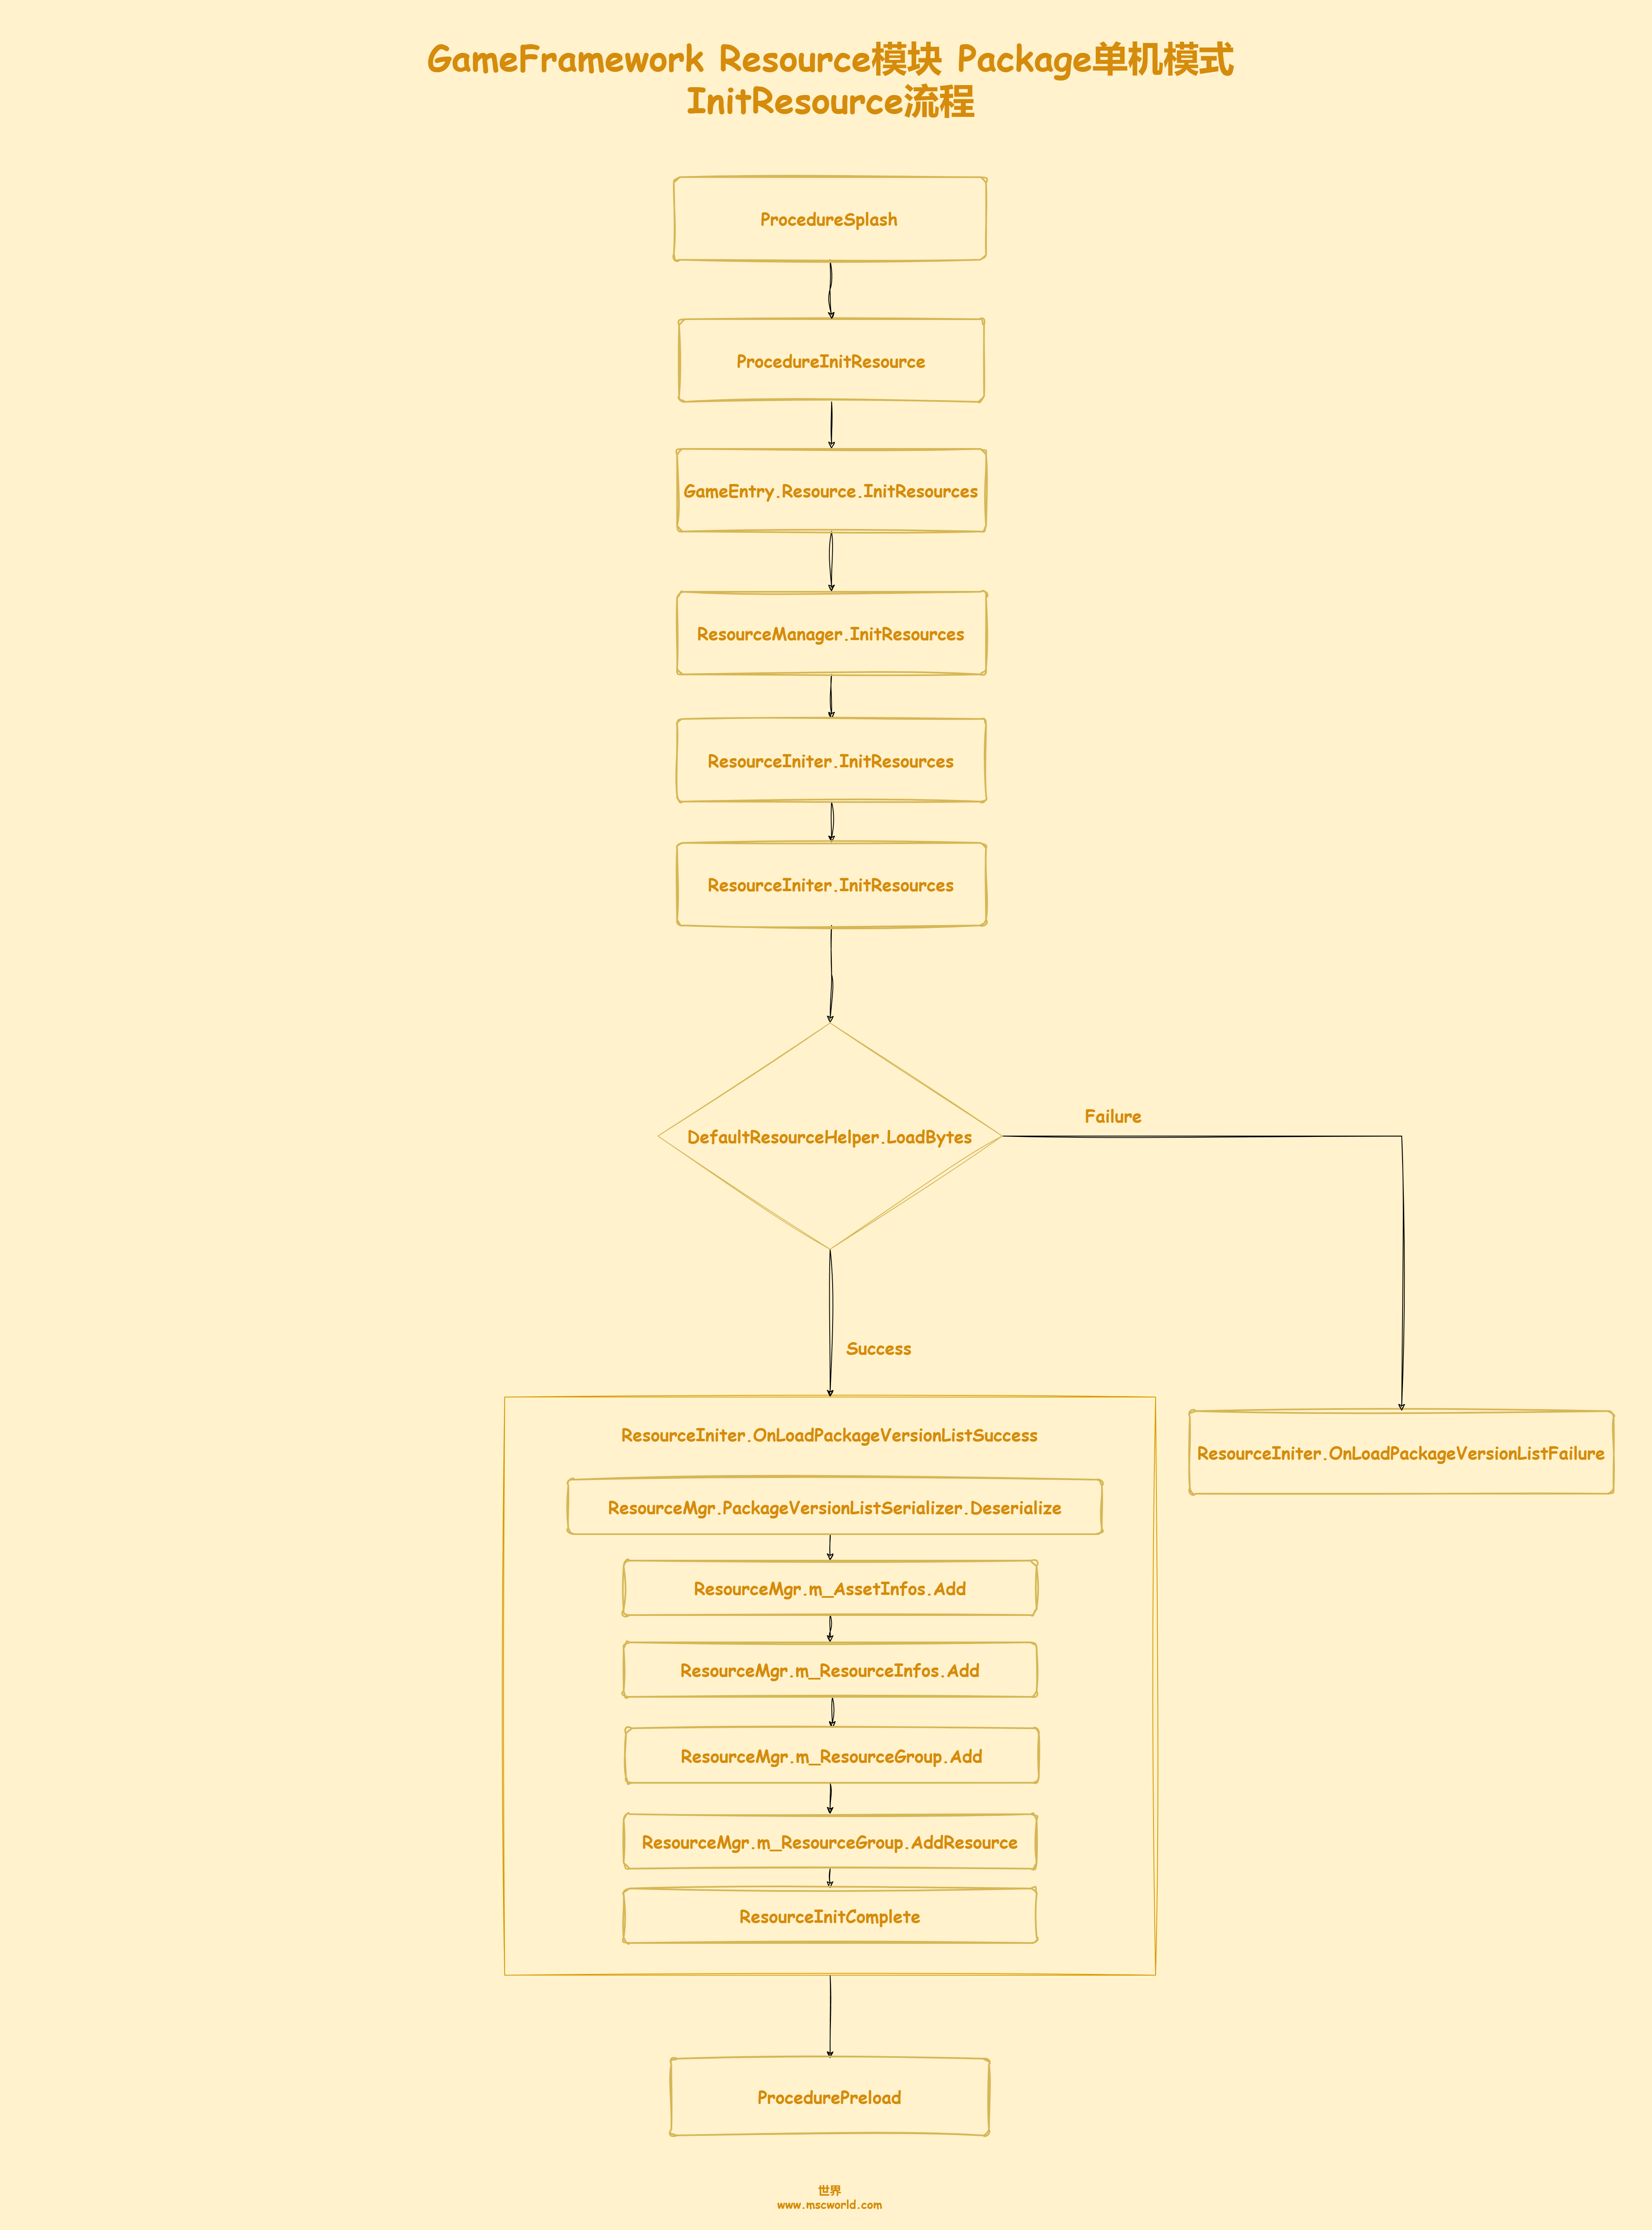 GameFramework Resource模块 Package单机模式
InitResource流程
ProcedureSplash
ProcedureInitResource
GameEntry.Resource.InitResources
ResourceManager.InitResources
ResourceIniter.InitResources
ResourceIniter.InitResources
DefaultResourceHelper.LoadBytes
Failure
Success
ResourceIniter.OnLoadPackageVersionListSuccess
ResourceIniter.OnLoadPackageVersionListFailure
ResourceMgr.PackageVersionListSerializer.Deserialize
ResourceMgr.m_AssetInfos.Add
ResourceMgr.m_ResourceInfos.Add
ResourceMgr.m_ResourceGroup.Add
ResourceMgr.m_ResourceGroup.AddResource
ResourceInitComplete
ProcedurePreload
世界
www.mscworld.com